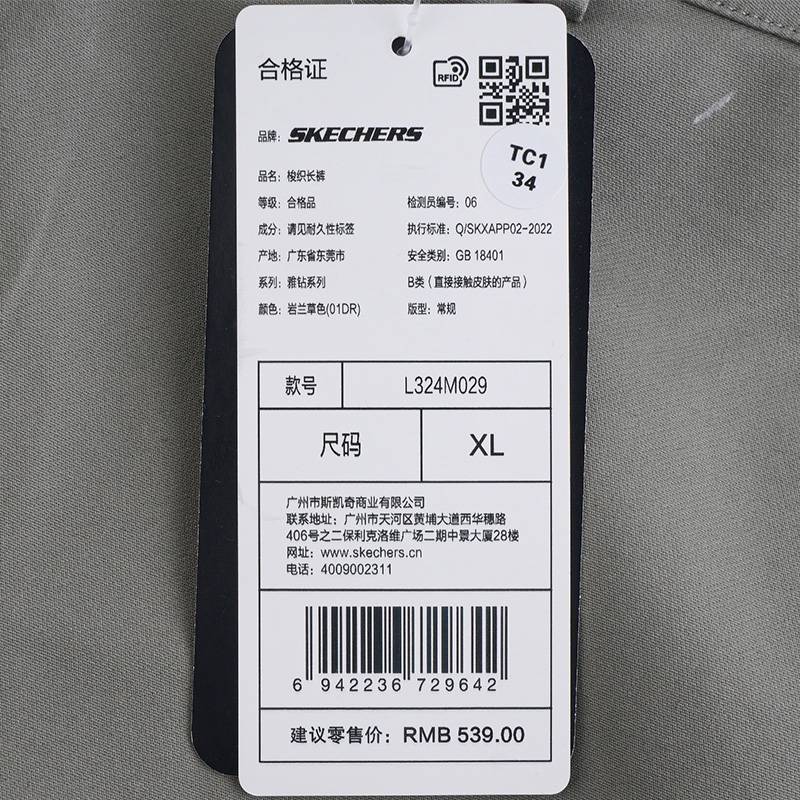 合格证
RFID
品牌: SKECHERS
TC1
34
品名: 梭织长裤
等级: 合格品 检测员编号: 06
成分: 请见耐久性标签 执行标准: Q/SKXAPP02-2022
产地: 广东省东莞市 安全类别: GB 18401
系列: 雅钻系列 B类（直接接触皮肤的产品）
颜色: 岩兰草色(01DR) 版型: 常规
款号 L324M029
尺码 XL
广州市斯凯奇商业有限公司
联系地址: 广州市天河区黄埔大道西华穗路
406号之二保利克洛维广场二期中景大厦28楼
网址: www.skechers.cn
电话: 4009002311
6 942236 729642
建议零售价: RMB 539.00